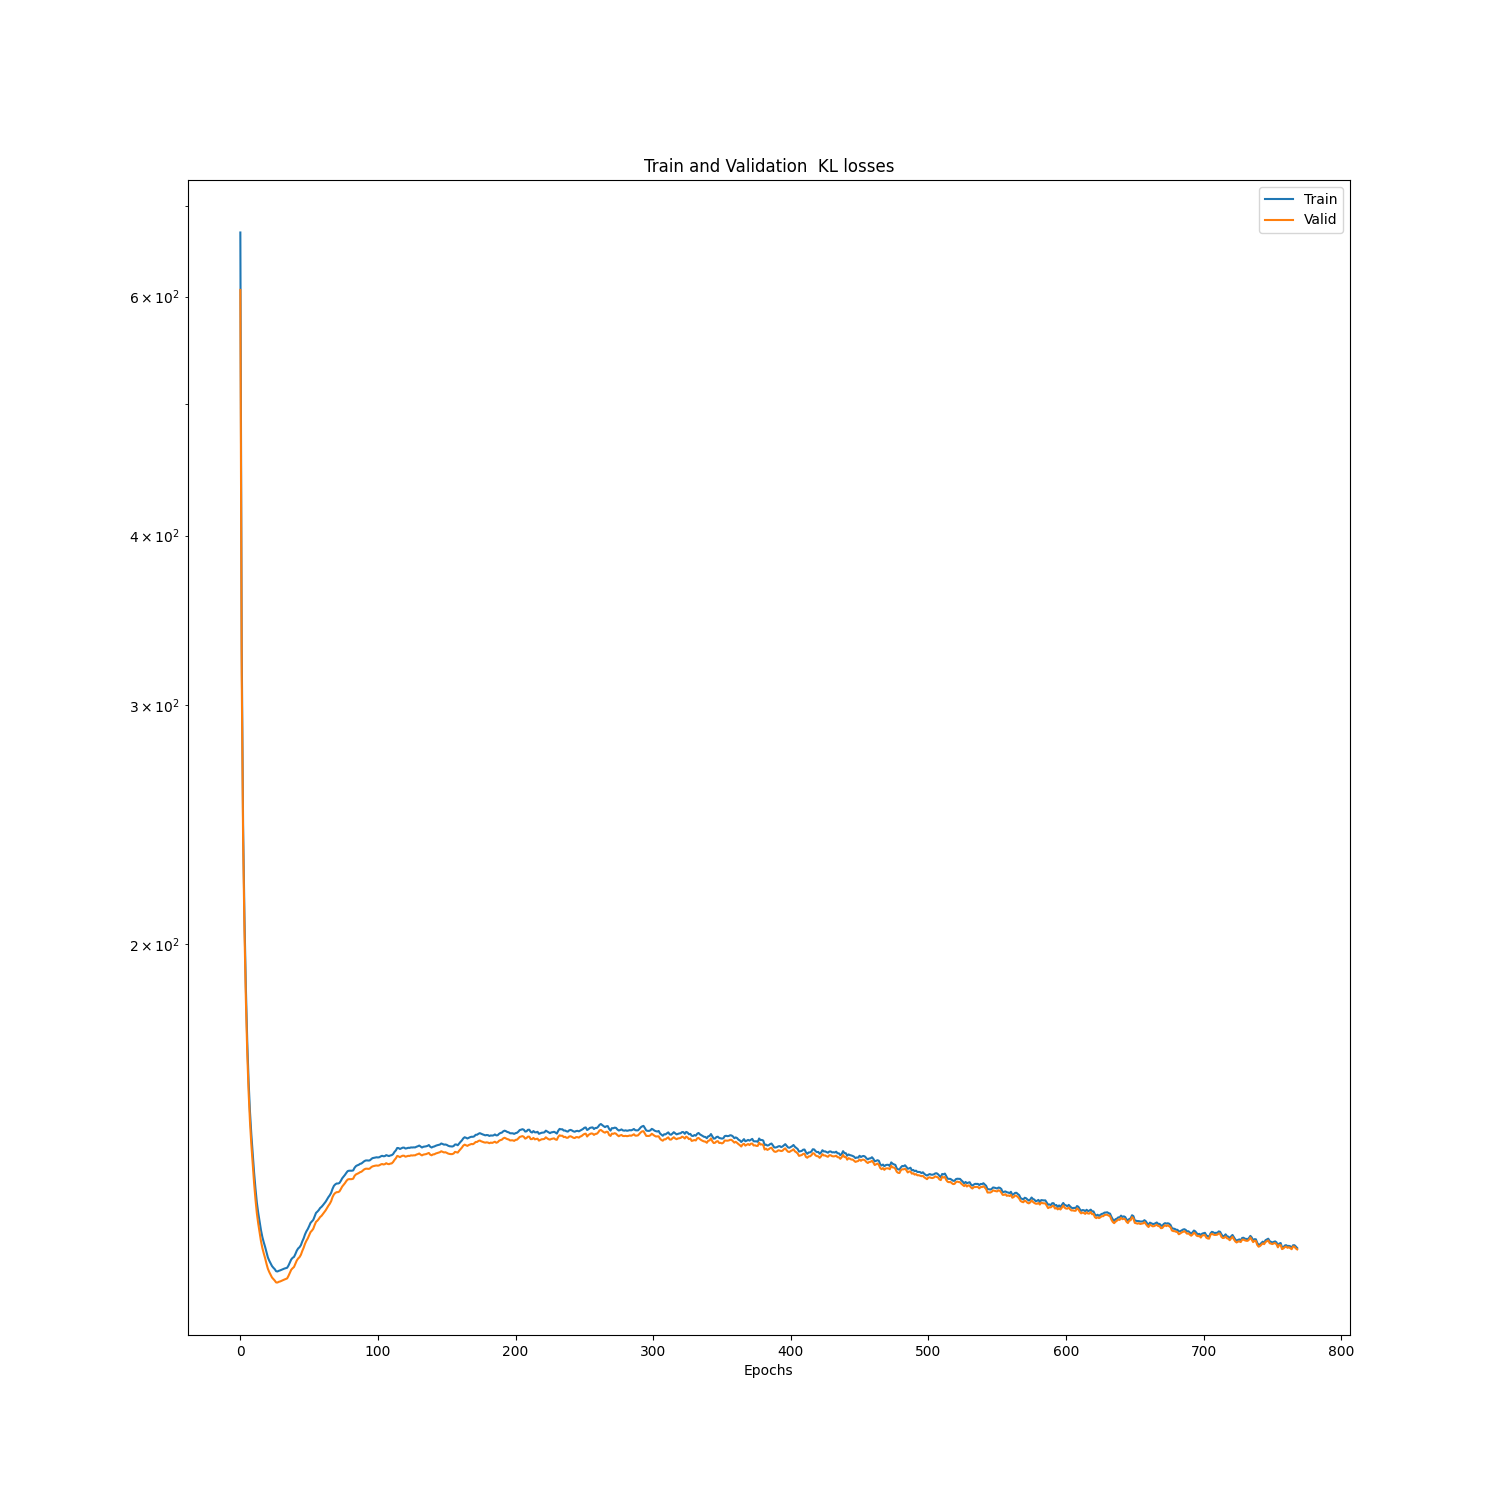 Train and Validation  KL losses
Train
Valid
6 × 10²
4 × 10²
3 × 10²
2 × 10²
0 100 200 300 400 500 600 700 800
Epochs